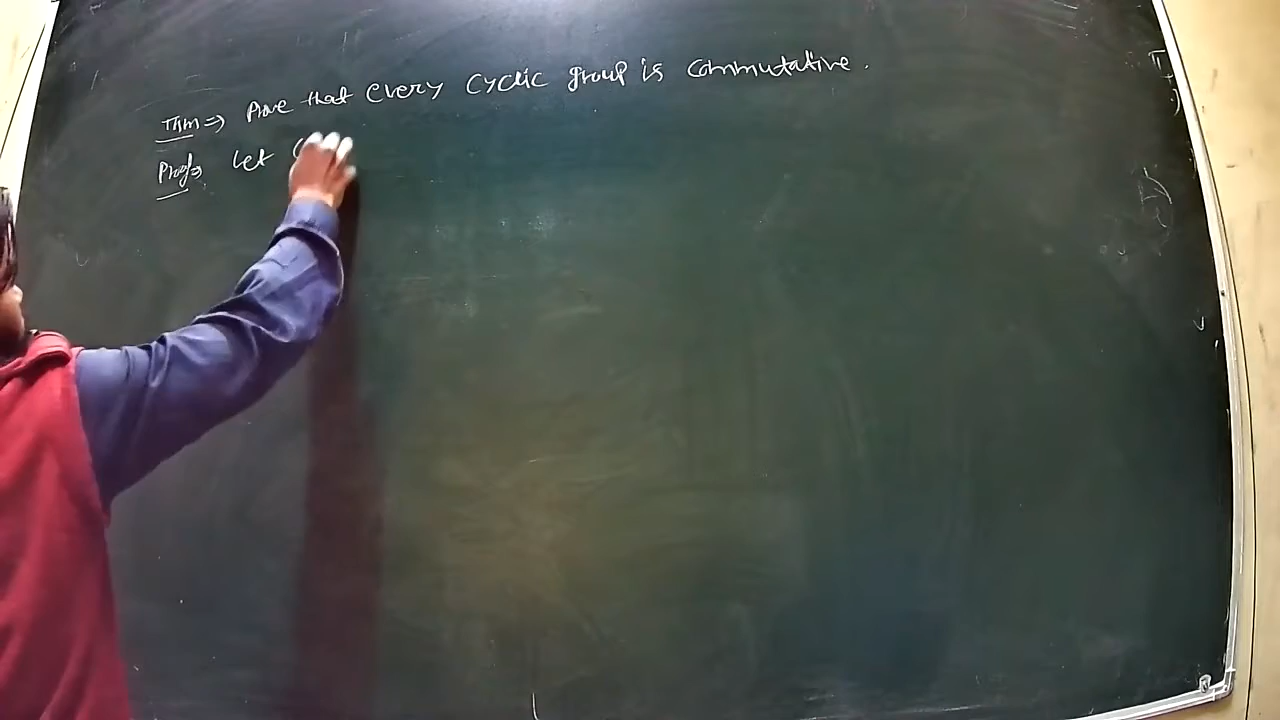 Thm => Prove that every cyclic group is commutative.
Proof => Let